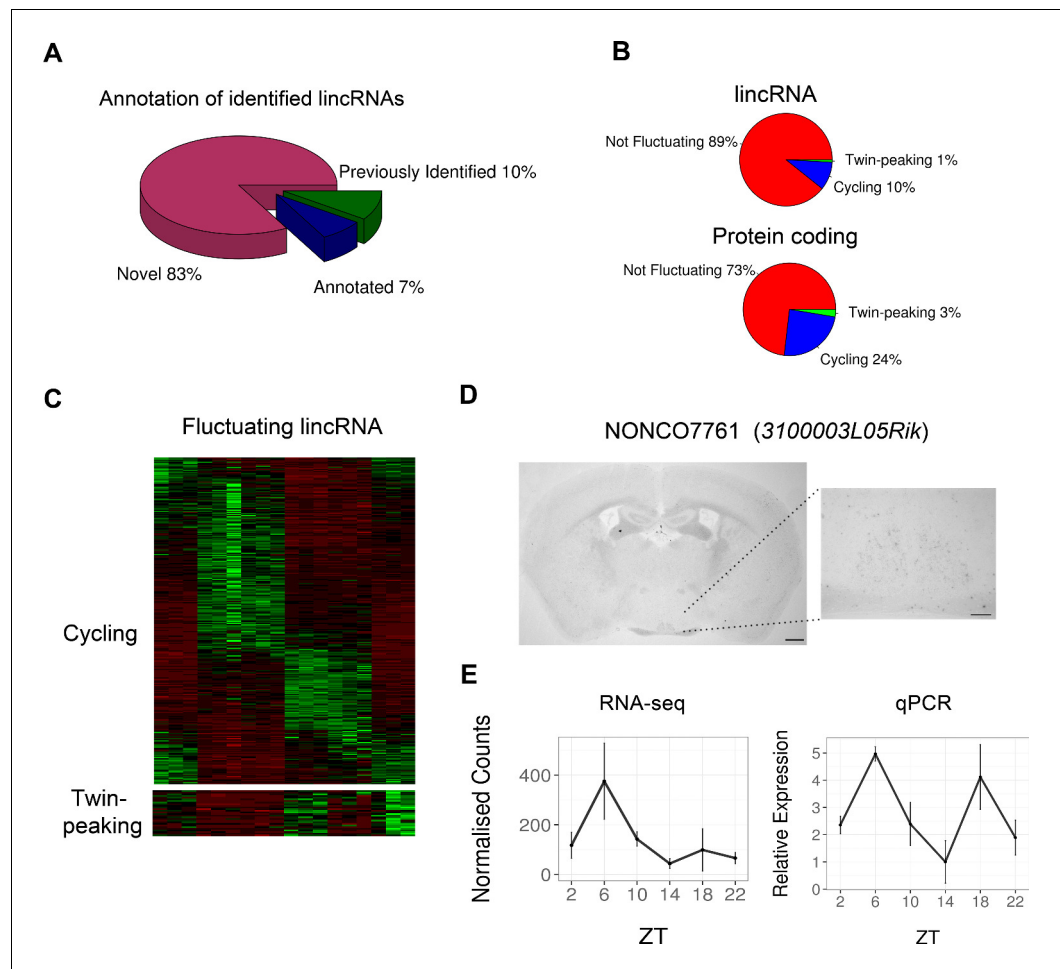 A
Annotation of identified lincRNAs
Previously Identified 10%
Novel 83%
Annotated 7%
B
lincRNA
Not Fluctuating 89%
Twin-peaking 1%
Cycling 10%
Protein coding
Not Fluctuating 73%
Twin-peaking 3%
Cycling 24%
C
Fluctuating lincRNA
Cycling
Twin-
peaking
D
NONCO7761 (3100003L05Rik)
E
RNA-seq
Normalised Counts
400
200
0
2 6 10 14 18 22
ZT
qPCR
Relative Expression
5
4
3
2
1
0
2 6 10 14 18 22
ZT